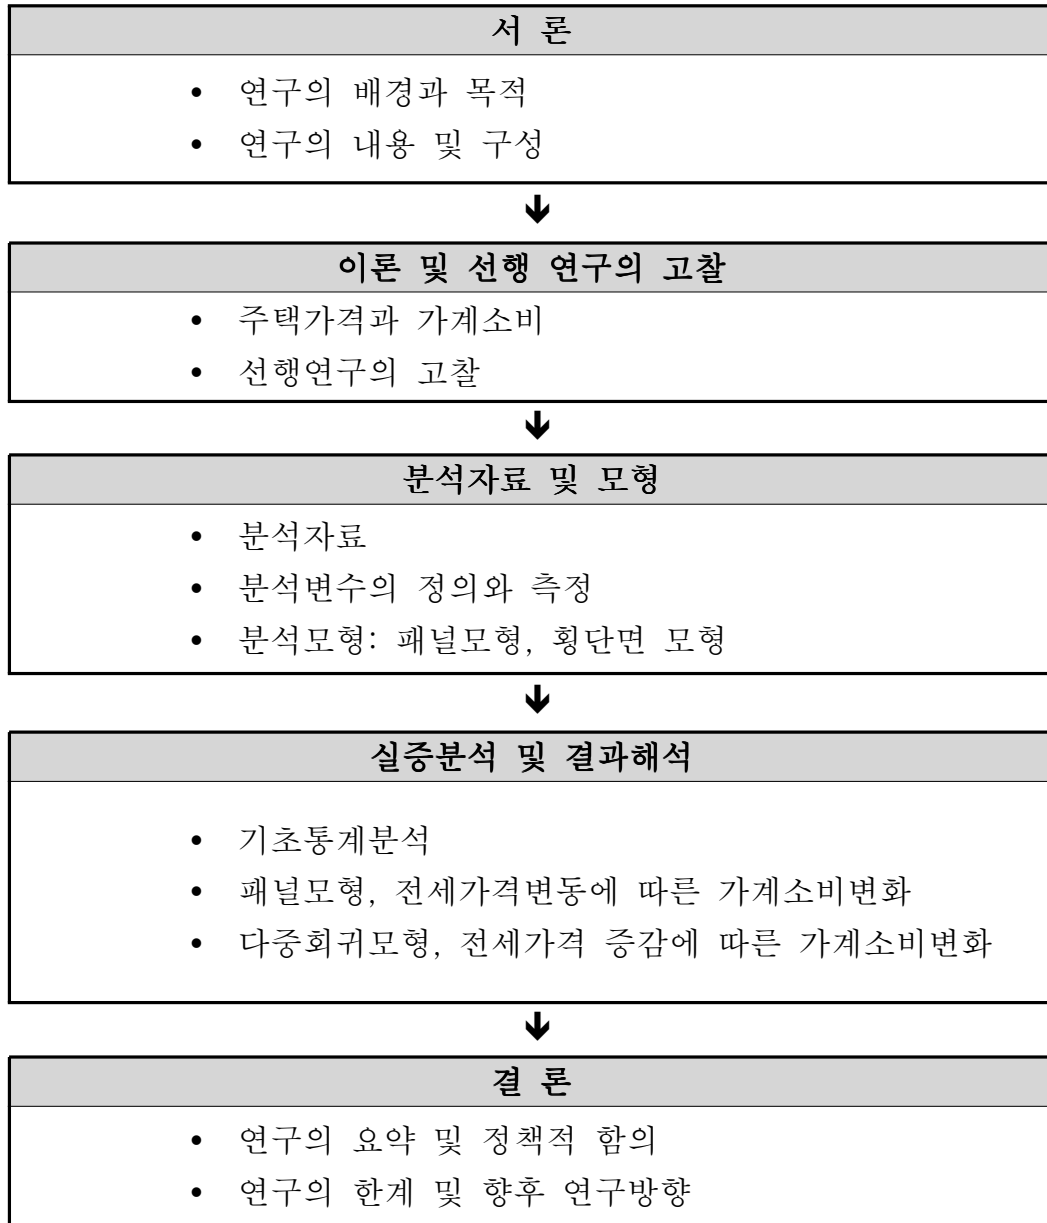 서 론
• 연구의 배경과 목적
• 연구의 내용 및 구성
이론 및 선행 연구의 고찰
• 주택가격과 가계소비
• 선행연구의 고찰
분석자료 및 모형
• 분석자료
• 분석변수의 정의와 측정
• 분석모형: 패널모형, 횡단면 모형
실증분석 및 결과해석
• 기초통계분석
• 패널모형, 전세가격변동에 따른 가계소비변화
• 다중회귀모형, 전세가격 증감에 따른 가계소비변화
결 론
• 연구의 요약 및 정책적 함의
• 연구의 한계 및 향후 연구방향